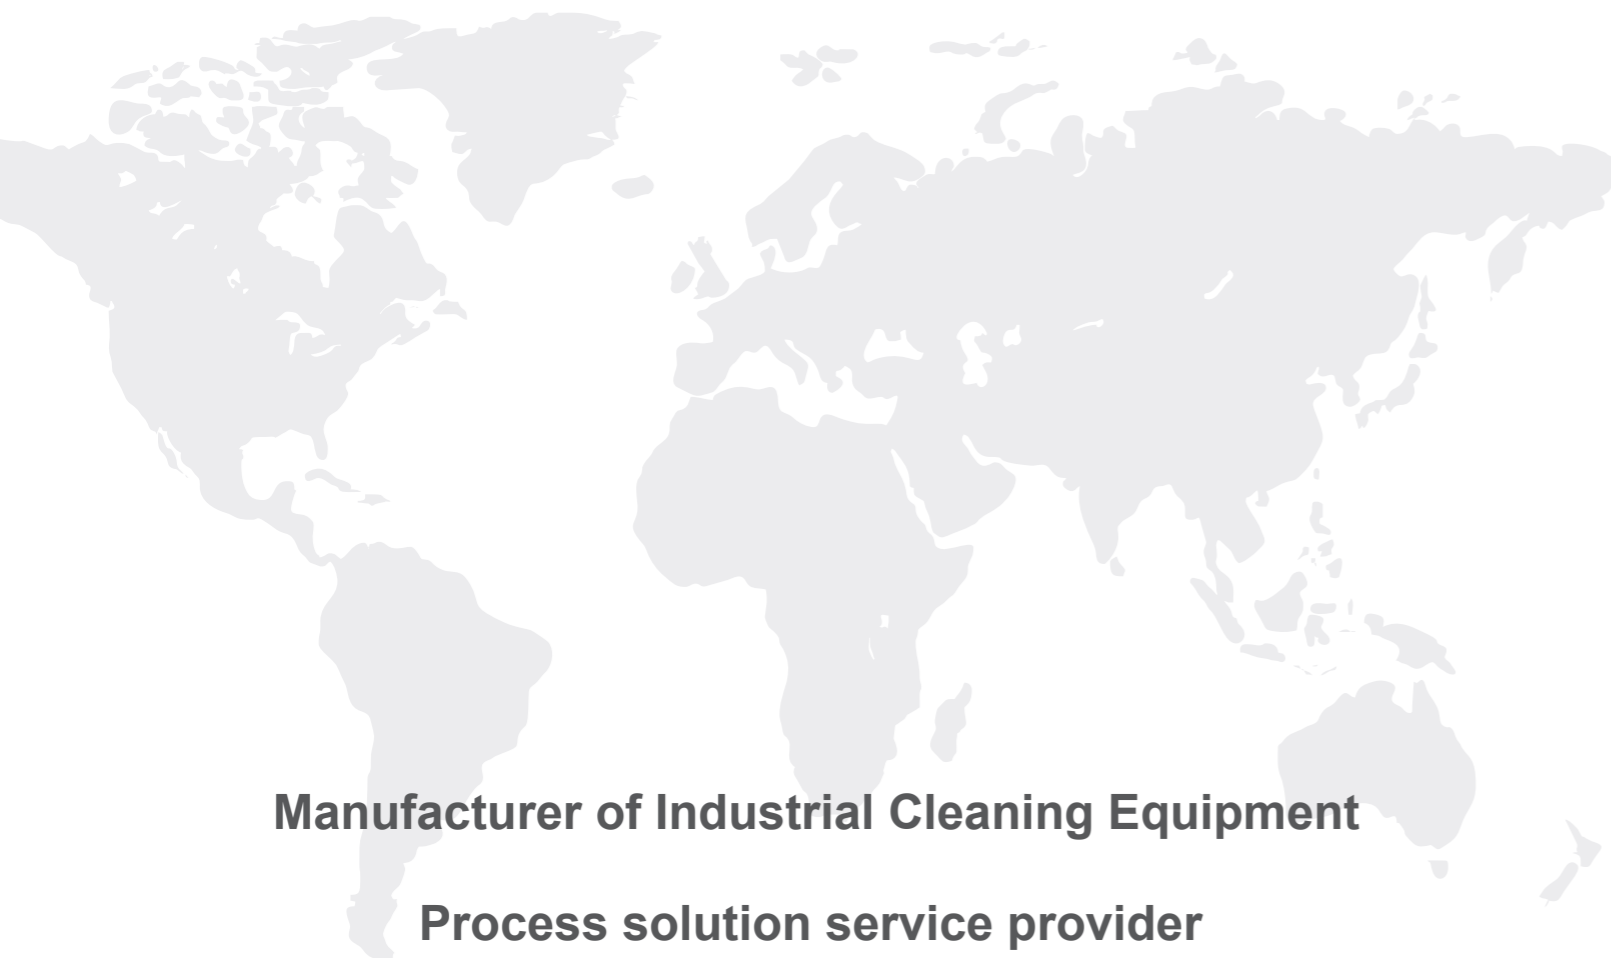 Manufacturer of Industrial Cleaning Equipment
Process solution service provider